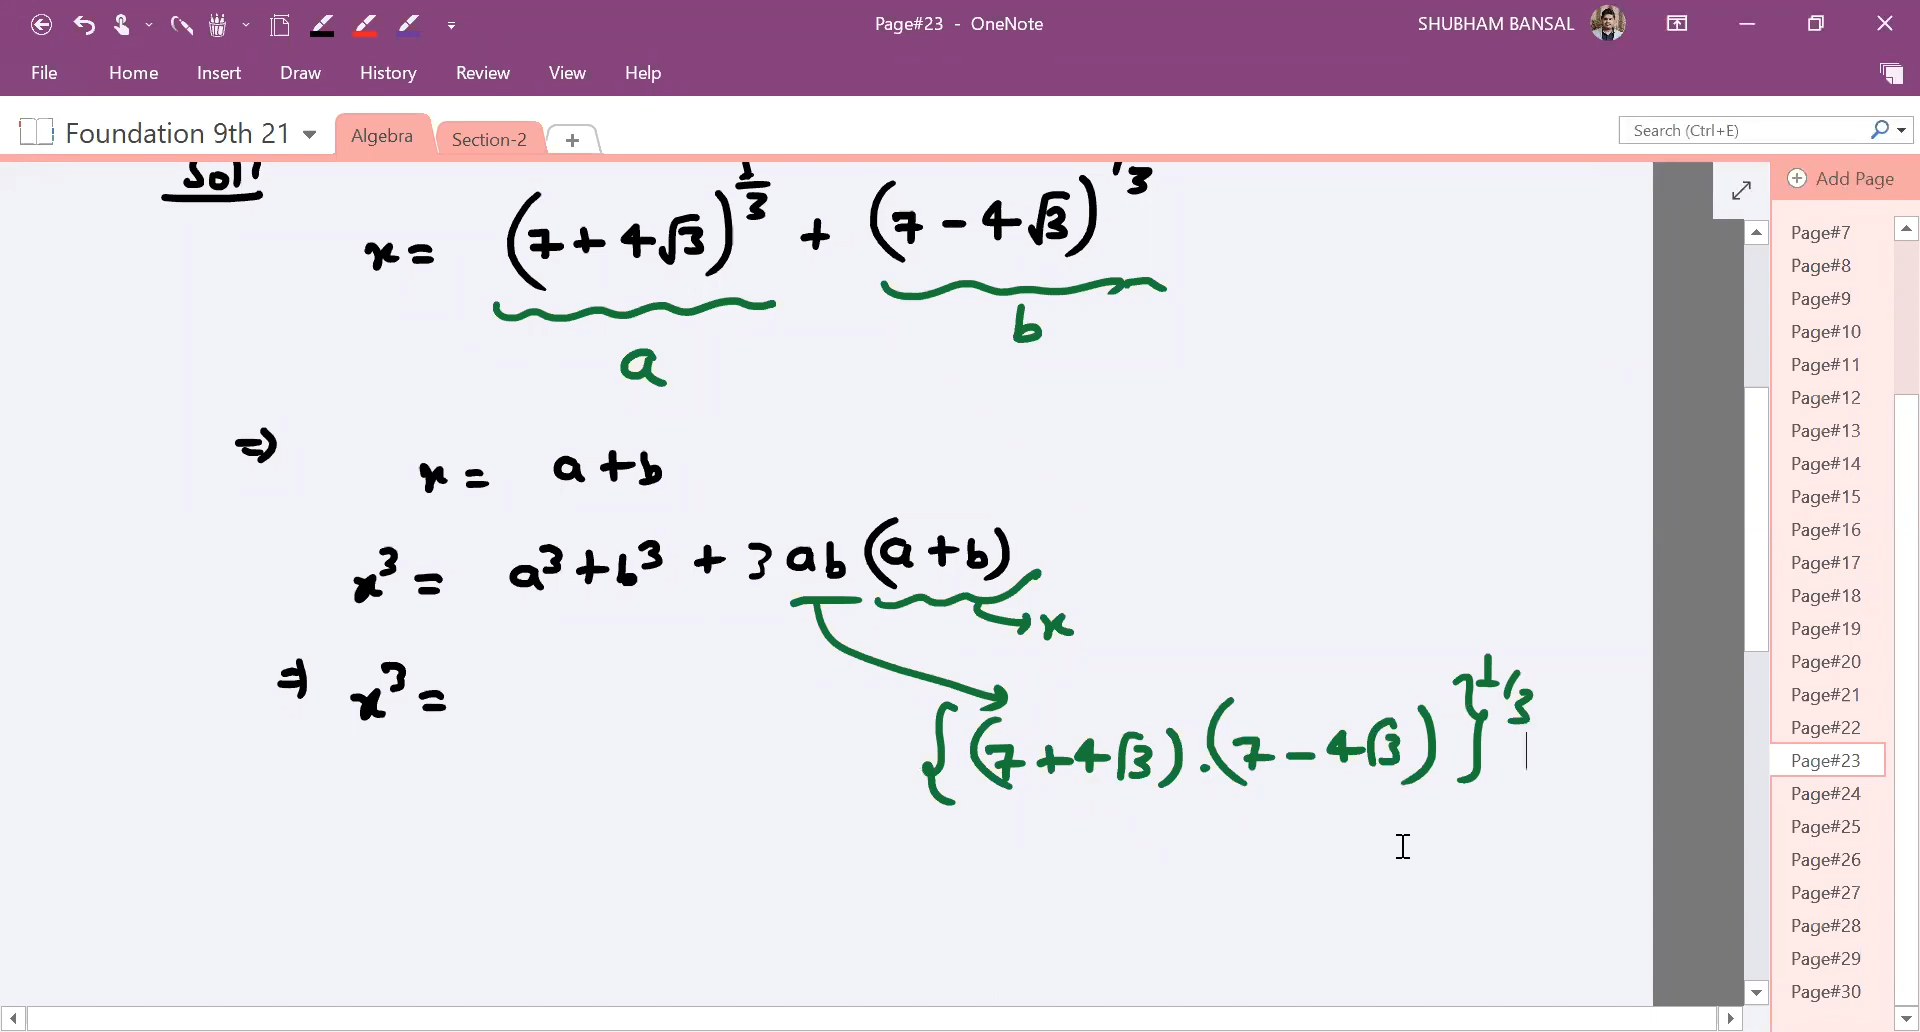 Page#23 - OneNote
SHUBHAM BANSAL
File Home Insert Draw History Review View Help
Foundation 9th 21
Algebra
Section-2
Search (Ctrl+E)
Add Page
Soln
x = (7 + 4√3)^1/3 + (7 - 4√3)^1/3
a
b
⇒ x = a + b
x³ = a³ + b³ + 3 ab (a + b)
x
⇒ x³ =
{(7 + 4√3) . (7 - 4√3)}^1/3
Page#7
Page#8
Page#9
Page#10
Page#11
Page#12
Page#13
Page#14
Page#15
Page#16
Page#17
Page#18
Page#19
Page#20
Page#21
Page#22
Page#23
Page#24
Page#25
Page#26
Page#27
Page#28
Page#29
Page#30